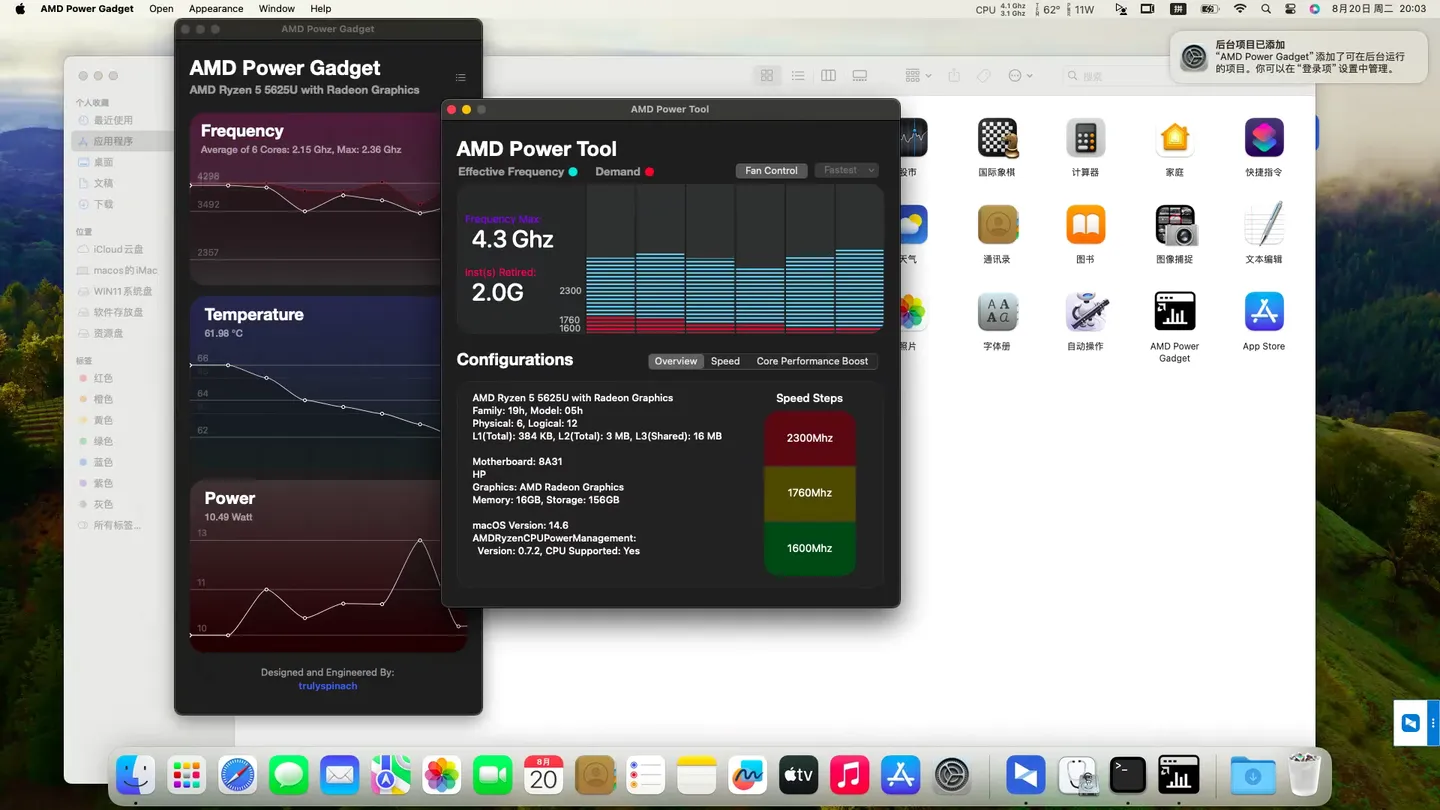 AMD Power Gadget Open Appearance Window Help
CPU 4.1 Ghz 3.1 Ghz 62° 11W 拼 8月20日 周二 20:03
后台项目已添加
“AMD Power Gadget”添加了可在后台运行
的项目。你可以在“登录项”设置中管理。
搜索
个人收藏
最近使用
应用程序
桌面
文稿
下载
位置
iCloud云盘
macos的iMac
WIN11系统盘
软件存放盘
资源盘
标签
红色
橙色
黄色
绿色
蓝色
紫色
灰色
所有标签...
AMD Power Gadget
AMD Power Gadget
AMD Ryzen 5 5625U with Radeon Graphics
Frequency
Average of 6 Cores: 2.15 Ghz, Max: 2.36 Ghz
4298
3492
2357
Temperature
61.98 °C
66
64
62
Power
10.49 Watt
13
11
10
Designed and Engineered By:
trulyspinach
AMD Power Tool
AMD Power Tool
Effective Frequency Demand Fan Control Fastest
Frequency Max:
4.3 Ghz
Inst(s) Retired:
2.0G
2300
1760
1600
Configurations Overview Speed Core Performance Boost
AMD Ryzen 5 5625U with Radeon Graphics
Family: 19h, Model: 05h
Physical: 6, Logical: 12
L1(Total): 384 KB, L2(Total): 3 MB, L3(Shared): 16 MB
Motherboard: 8A31
HP
Graphics: AMD Radeon Graphics
Memory: 16GB, Storage: 156GB
macOS Version: 14.6
AMDRyzenCPUPowerManagement:
Version: 0.7.2, CPU Supported: Yes
Speed Steps
2300Mhz
1760Mhz
1600Mhz
股市 国际象棋 计算器 家庭 快捷指令
天气 通讯录 图书 图像捕捉 文本编辑
照片 字体册 自动操作 AMD Power Gadget App Store
8月
20
tv